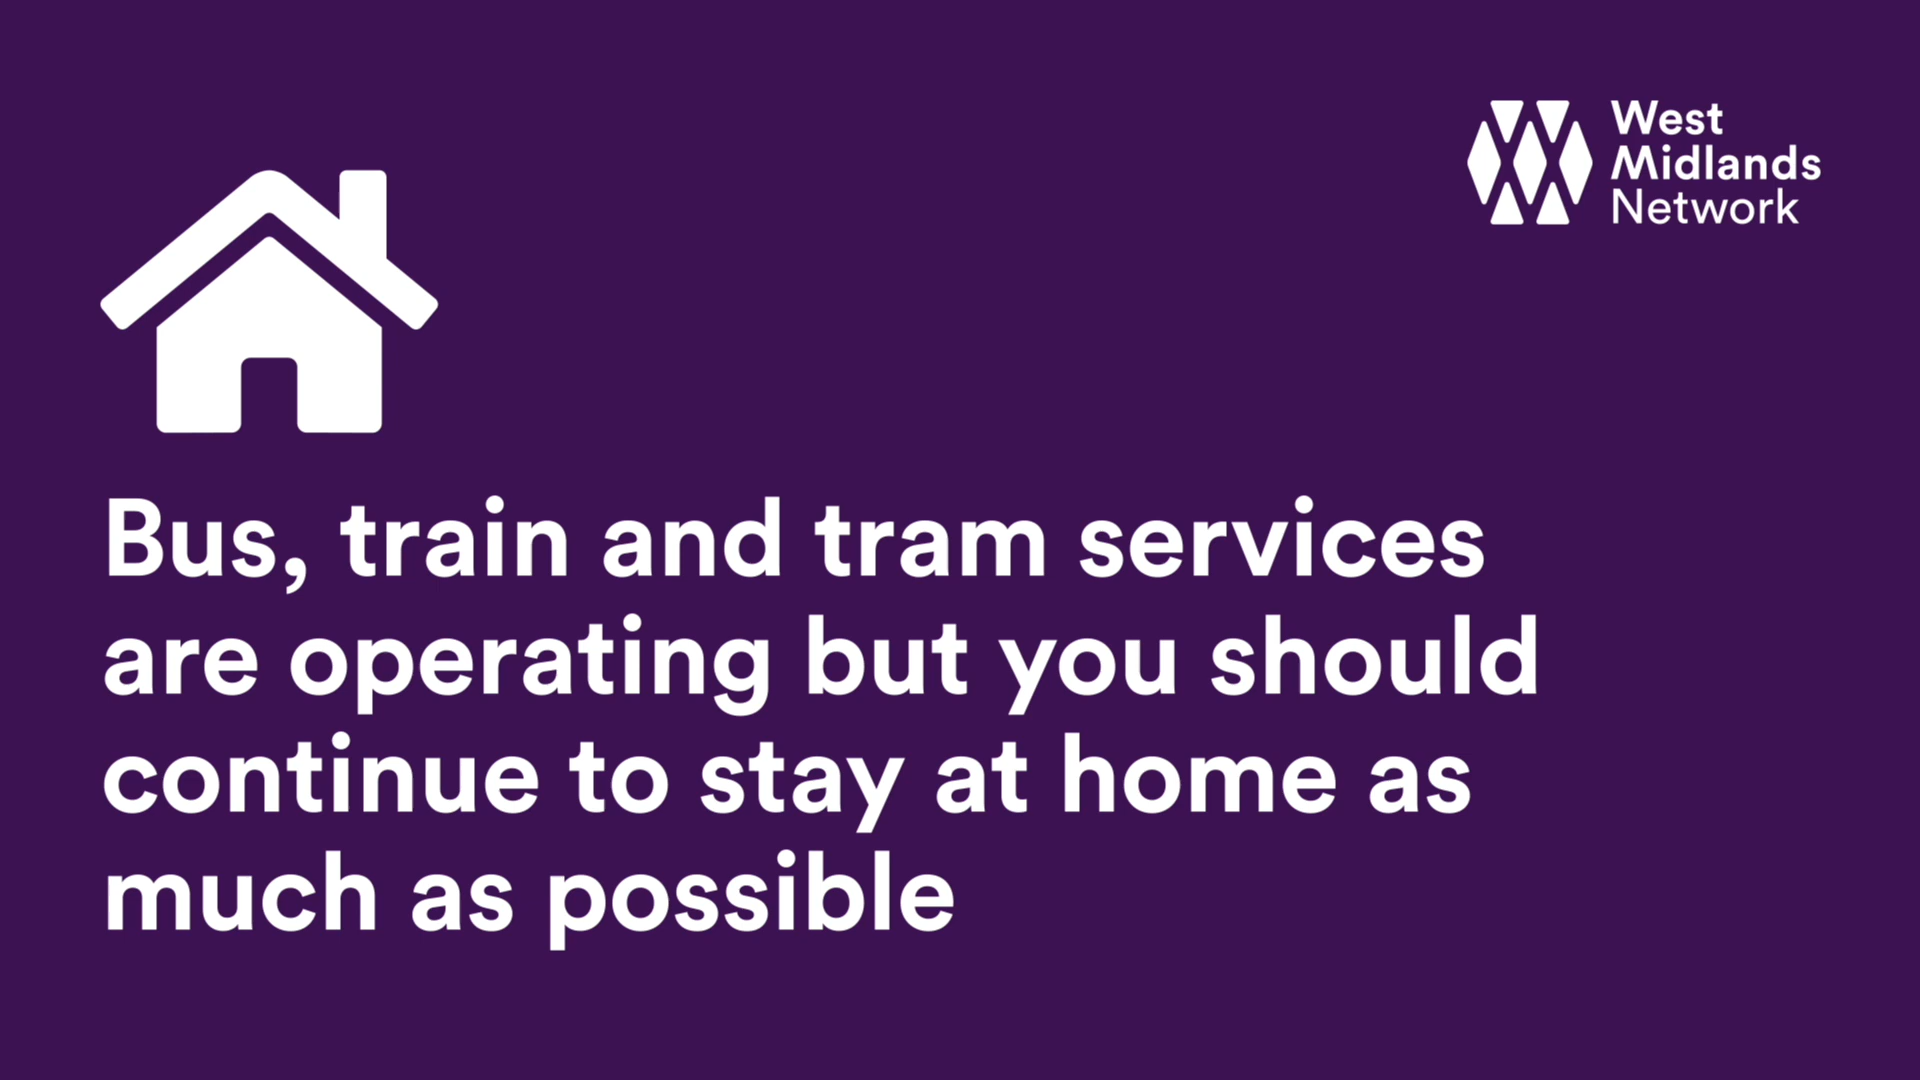 West
Midlands
Network
Bus, train and tram services
are operating but you should
continue to stay at home as
much as possible